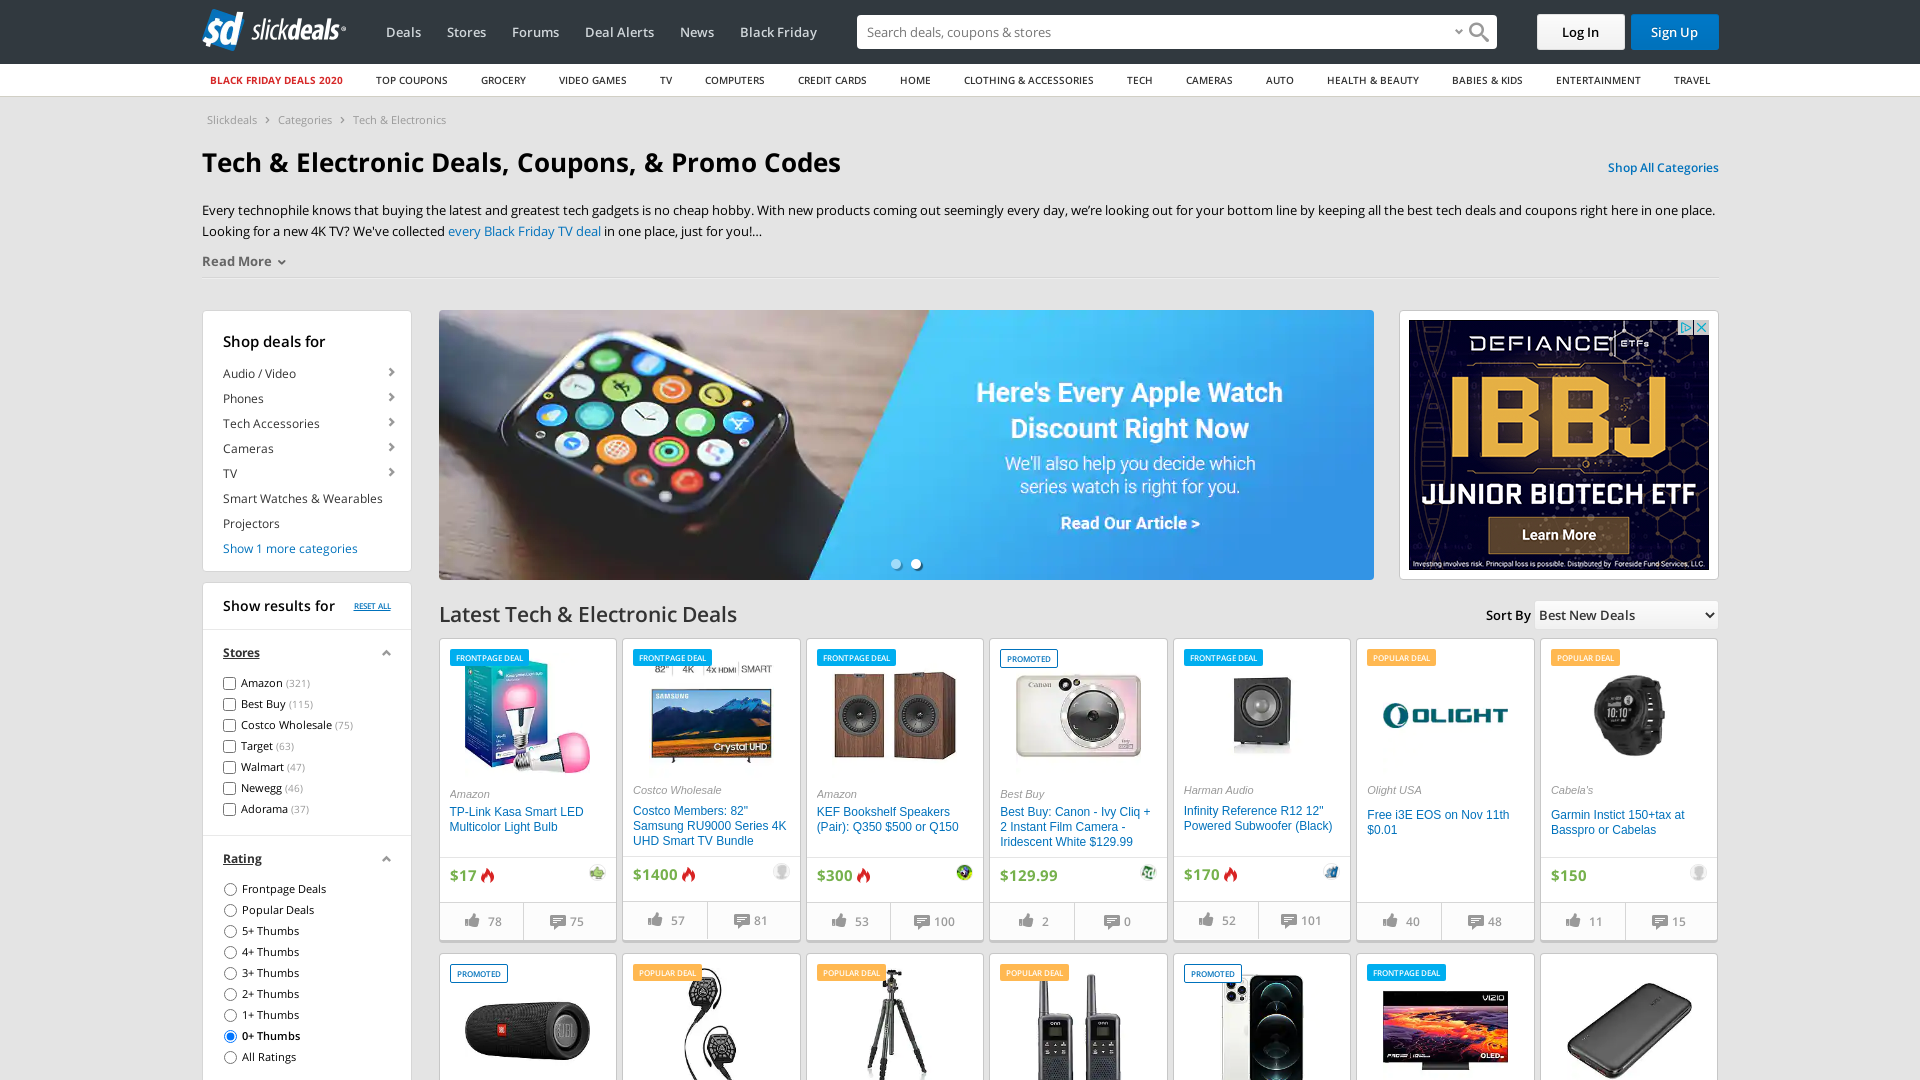 slickdeals
Deals
Stores
Forums
Deal Alerts
News
Black Friday
Search deals, coupons & stores
Log In
Sign Up
BLACK FRIDAY DEALS 2020
TOP COUPONS
GROCERY
VIDEO GAMES
TV
COMPUTERS
CREDIT CARDS
HOME
CLOTHING & ACCESSORIES
TECH
CAMERAS
AUTO
HEALTH & BEAUTY
BABIES & KIDS
ENTERTAINMENT
TRAVEL
Slickdeals
Categories
Tech & Electronics
Tech & Electronic Deals, Coupons, & Promo Codes
Shop All Categories
Every technophile knows that buying the latest and greatest tech gadgets is no cheap hobby. With new products coming out seemingly every day, we’re looking out for your bottom line by keeping all the best tech deals and coupons right here in one place.
Looking for a new 4K TV? We've collected every Black Friday TV deal in one place, just for you!...
Read More
Shop deals for
Audio / Video
Phones
Tech Accessories
Cameras
TV
Smart Watches & Wearables
Projectors
Show 1 more categories
Show results for
RESET ALL
Stores
Amazon (321)
Best Buy (115)
Costco Wholesale (75)
Target (63)
Walmart (47)
Newegg (46)
Adorama (37)
Rating
Frontpage Deals
Popular Deals
5+ Thumbs
4+ Thumbs
3+ Thumbs
2+ Thumbs
1+ Thumbs
0+ Thumbs
All Ratings
Here's Every Apple Watch
Discount Right Now
We'll also help you decide which
series watch is right for you.
Read Our Article >
DEFIANCE ETFs
IBBJ
JUNIOR BIOTECH ETF
Learn More
Investing involves risk. Principal loss is possible. Distributed by Foreside Fund Services, LLC.
Latest Tech & Electronic Deals
Sort By
Best New Deals
FRONTPAGE DEAL
Amazon
TP-Link Kasa Smart LED
Multicolor Light Bulb
$17
78
75
FRONTPAGE DEAL
82" 4K 4X HDMI SMART
SAMSUNG
Crystal UHD
Costco Wholesale
Costco Members: 82"
Samsung RU9000 Series 4K
UHD Smart TV Bundle
$1400
57
81
FRONTPAGE DEAL
Amazon
KEF Bookshelf Speakers
(Pair): Q350 $500 or Q150
$300
53
100
PROMOTED
Canon
Best Buy
Best Buy: Canon - Ivy Cliq +
2 Instant Film Camera -
Iridescent White $129.99
$129.99
2
0
FRONTPAGE DEAL
Harman Audio
Infinity Reference R12 12"
Powered Subwoofer (Black)
$170
52
101
POPULAR DEAL
OLIGHT
Olight USA
Free i3E EOS on Nov 11th
$0.01
40
48
POPULAR DEAL
10:10
Cabela's
Garmin Instict 150+tax at
Basspro or Cabelas
$150
11
15
PROMOTED
JBL
POPULAR DEAL
POPULAR DEAL
POPULAR DEAL
onn
onn
PROMOTED
FRONTPAGE DEAL
VIZIO
OLED